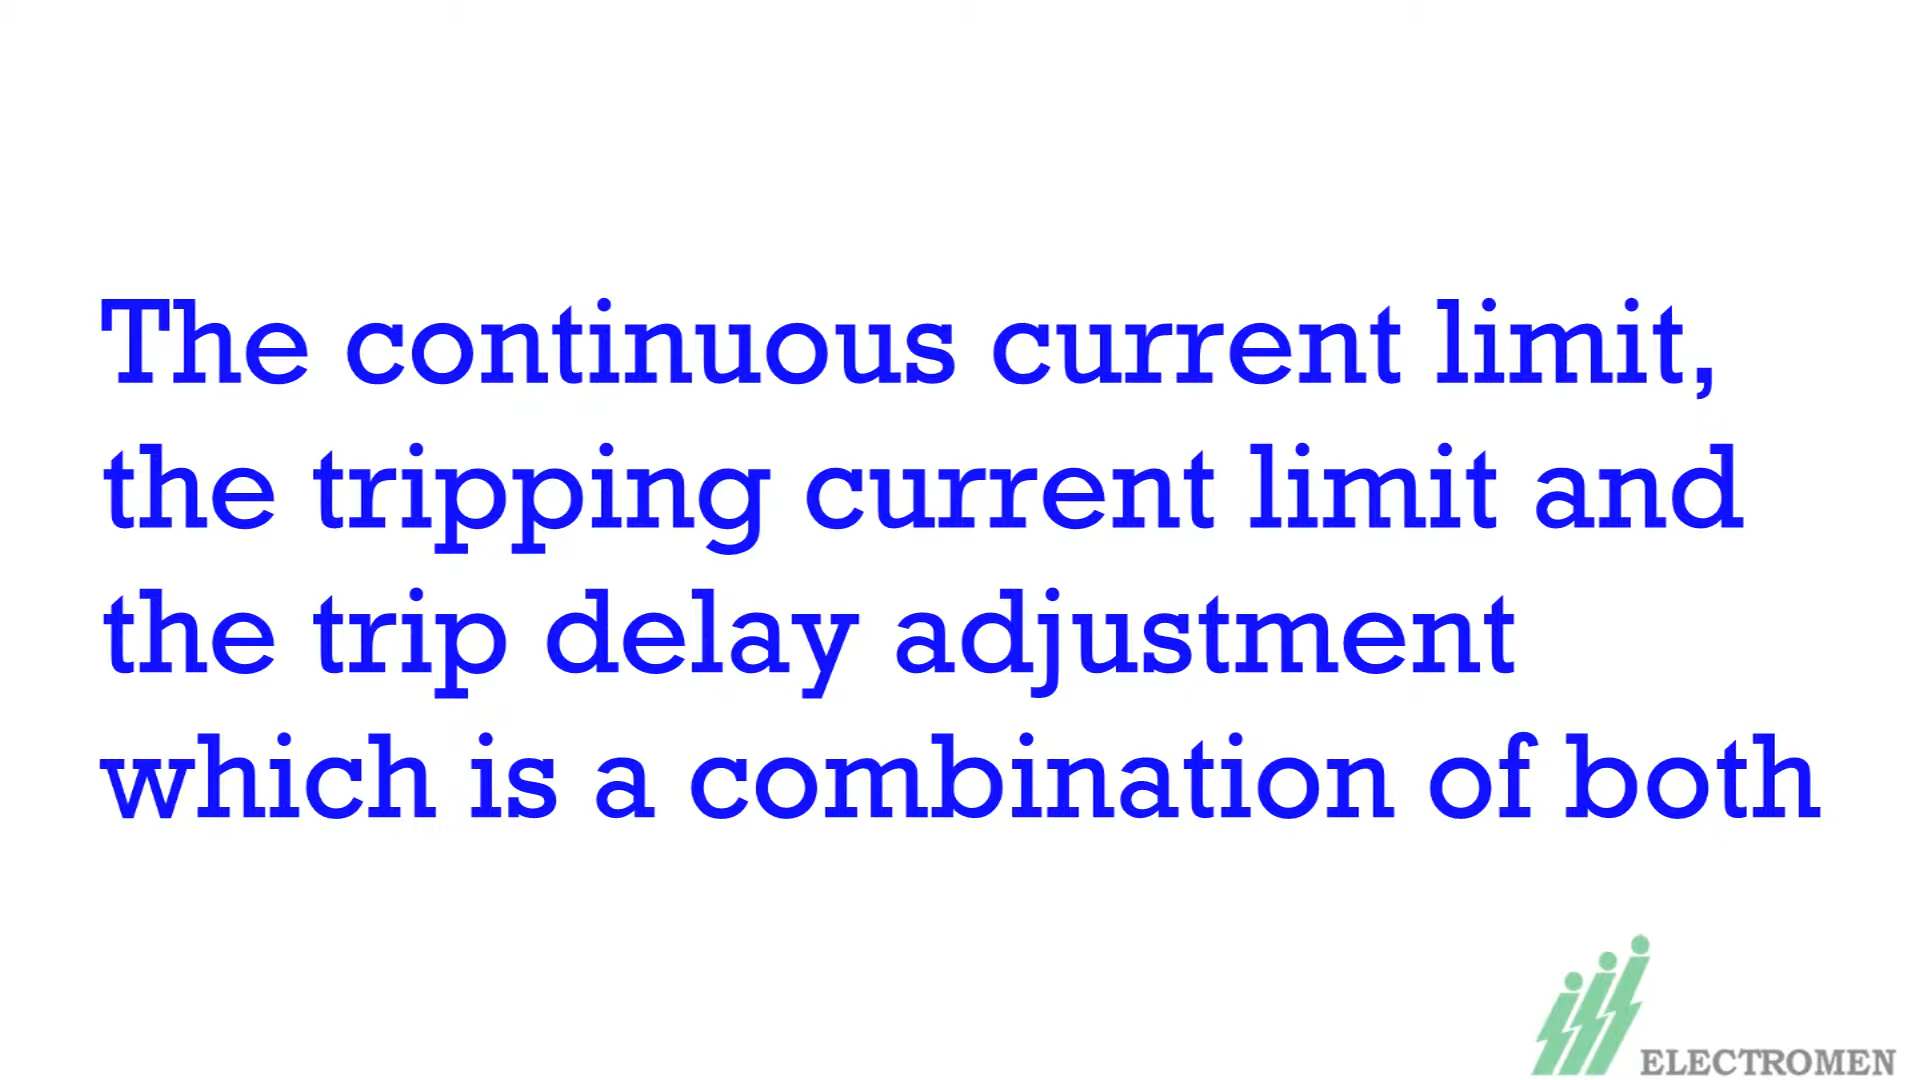 The continuous current limit,
the tripping current limit and
the trip delay adjustment
which is a combination of both
ELECTROMEN